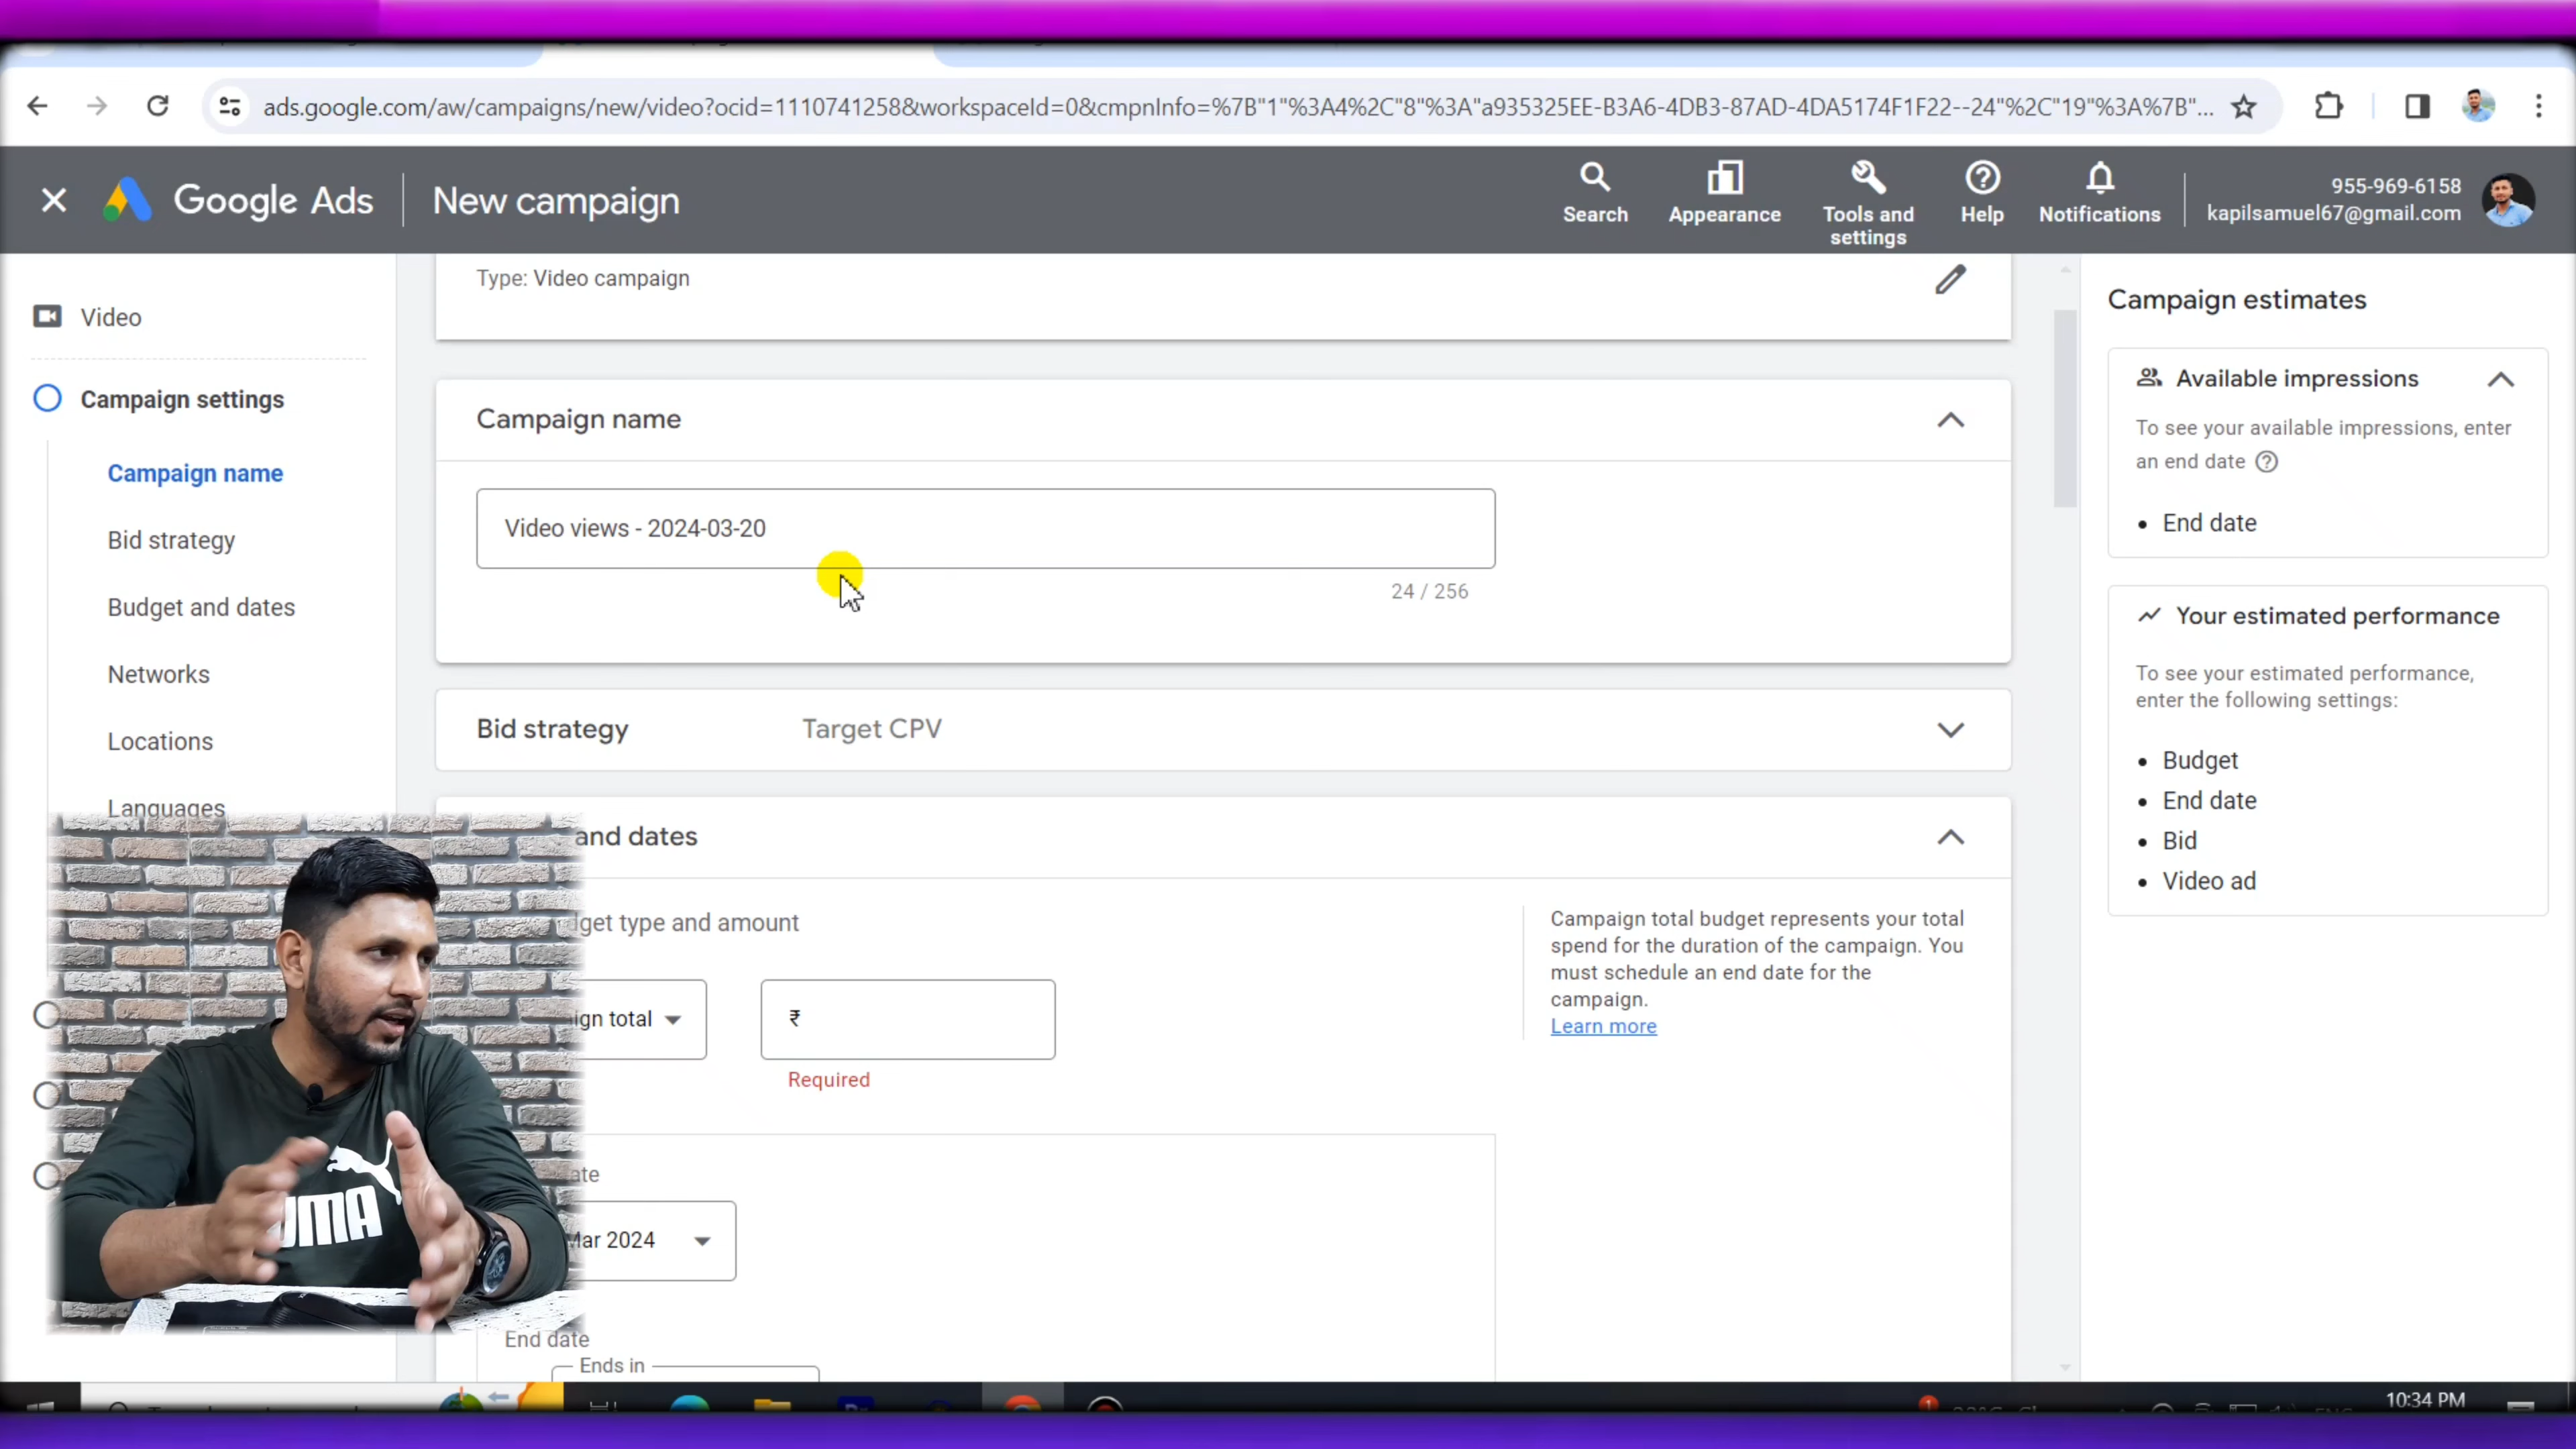 ads.google.com/aw/campaigns/new/video?ocid=1110741258&workspaceId=0&cmpnInfo=%7B"1"%3A4%2C"8"%3A"a935325EE-B3A6-4DB3-87AD-4DA5174F1F22--24"%2C"19"%3A%7B"...
Google Ads
New campaign
Search
Appearance
Tools and settings
Help
Notifications
955-969-6158
kapilsamuel67@gmail.com
Video
Campaign settings
Campaign name
Bid strategy
Budget and dates
Networks
Locations
Languages
Type: Video campaign
Campaign name
Video views - 2024-03-20
24 / 256
Bid strategy
Target CPV
and dates
get type and amount
ign total
₹
Required
Campaign total budget represents your total
spend for the duration of the campaign. You
must schedule an end date for the
campaign.
Learn more
ate
Mar 2024
End date
Ends in
Campaign estimates
Available impressions
To see your available impressions, enter
an end date
• End date
Your estimated performance
To see your estimated performance,
enter the following settings:
• Budget
• End date
• Bid
• Video ad
PUMA
10:34 PM